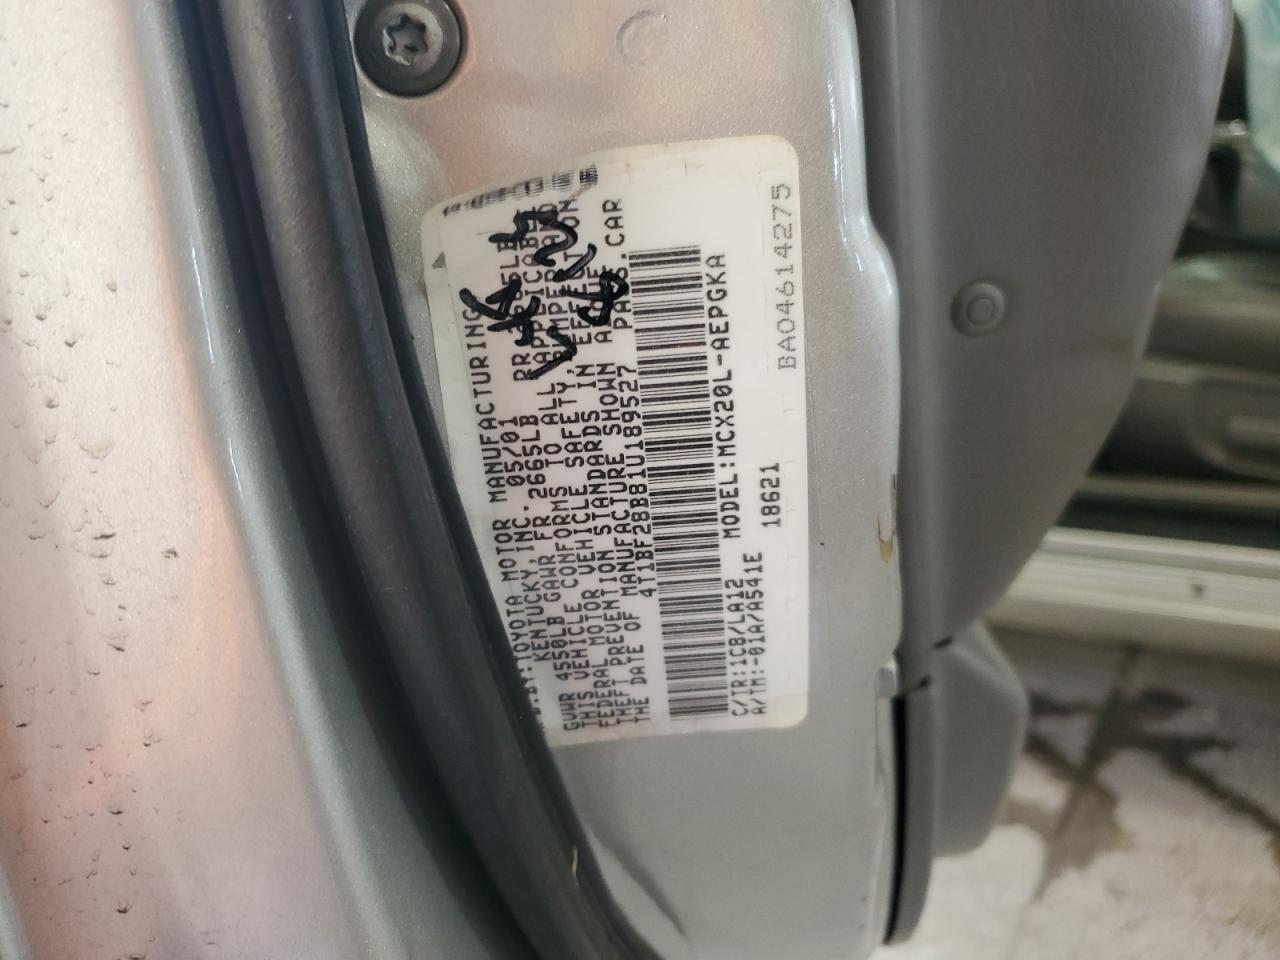 TOYOTA MOTOR MANUFACTURING
KENTUCKY, INC. 05/01
GVWR 4550LB GAWR FR 2665LB RR
THIS VEHICLE CONFORMS TO ALL APPLICABLE
FEDERAL MOTOR VEHICLE SAFETY, BUMPER AND
THEFT PREVENTION STANDARDS IN EFFECT ON
THE DATE OF MANUFACTURE SHOWN ABOVE.
4T1BF28B81U189527 PASS.CAR
MODEL:MCX20L-AEPGKA
C/TR:1C8/LA12
A/TM:-01A/A541E 18621
BA04614275